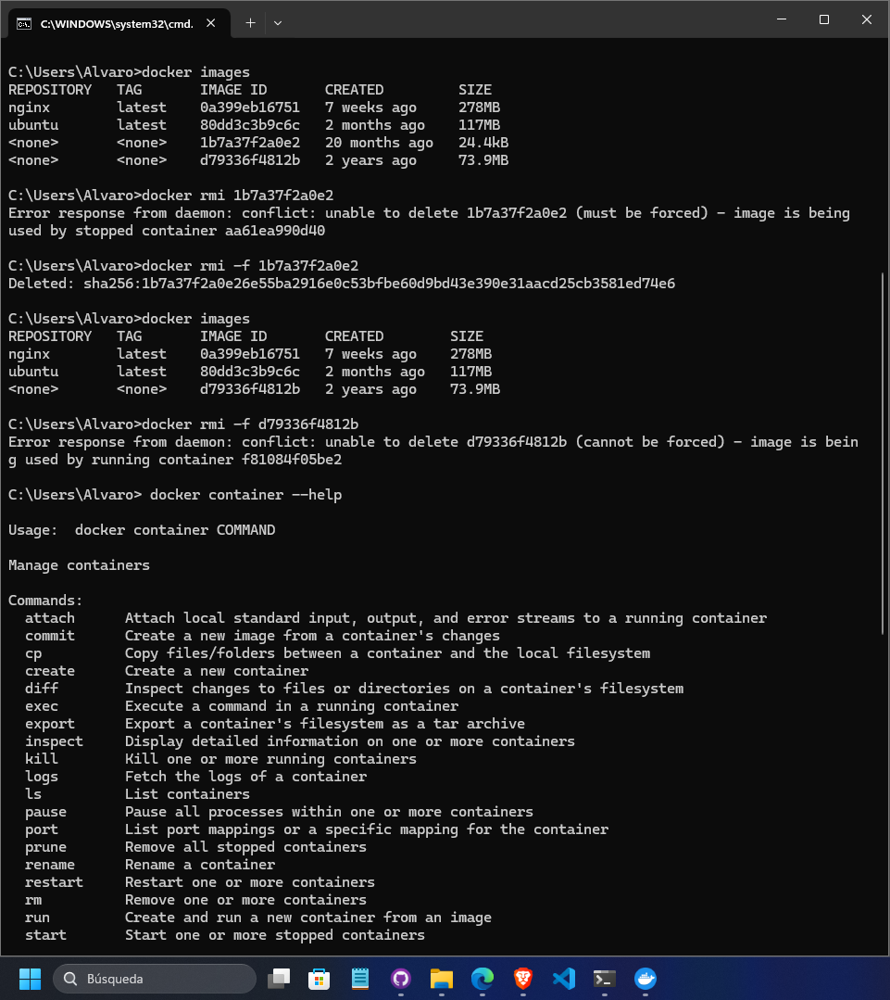 C:\WINDOWS\system32\cmd.
C:\Users\Alvaro>docker images
REPOSITORY   TAG       IMAGE ID       CREATED         SIZE
nginx        latest    0a399eb16751   7 weeks ago     278MB
ubuntu       latest    80dd3c3b9c6c   2 months ago    117MB
<none>       <none>    1b7a37f2a0e2   20 months ago   24.4kB
<none>       <none>    d79336f4812b   2 years ago     73.9MB
C:\Users\Alvaro>docker rmi 1b7a37f2a0e2
Error response from daemon: conflict: unable to delete 1b7a37f2a0e2 (must be forced) - image is being
used by stopped container aa61ea990d40
C:\Users\Alvaro>docker rmi -f 1b7a37f2a0e2
Deleted: sha256:1b7a37f2a0e26e55ba2916e0c53bfbe60d9bd43e390e31aacd25cb3581ed74e6
C:\Users\Alvaro>docker images
REPOSITORY   TAG       IMAGE ID       CREATED        SIZE
nginx        latest    0a399eb16751   7 weeks ago    278MB
ubuntu       latest    80dd3c3b9c6c   2 months ago   117MB
<none>       <none>    d79336f4812b   2 years ago    73.9MB
C:\Users\Alvaro>docker rmi -f d79336f4812b
Error response from daemon: conflict: unable to delete d79336f4812b (cannot be forced) - image is bein
g used by running container f81084f05be2
C:\Users\Alvaro> docker container --help
Usage:  docker container COMMAND
Manage containers
Commands:
  attach      Attach local standard input, output, and error streams to a running container
  commit      Create a new image from a container's changes
  cp          Copy files/folders between a container and the local filesystem
  create      Create a new container
  diff        Inspect changes to files or directories on a container's filesystem
  exec        Execute a command in a running container
  export      Export a container's filesystem as a tar archive
  inspect     Display detailed information on one or more containers
  kill        Kill one or more running containers
  logs        Fetch the logs of a container
  ls          List containers
  pause       Pause all processes within one or more containers
  port        List port mappings or a specific mapping for the container
  prune       Remove all stopped containers
  rename      Rename a container
  restart     Restart one or more containers
  rm          Remove one or more containers
  run         Create and run a new container from an image
  start       Start one or more stopped containers
Búsqueda